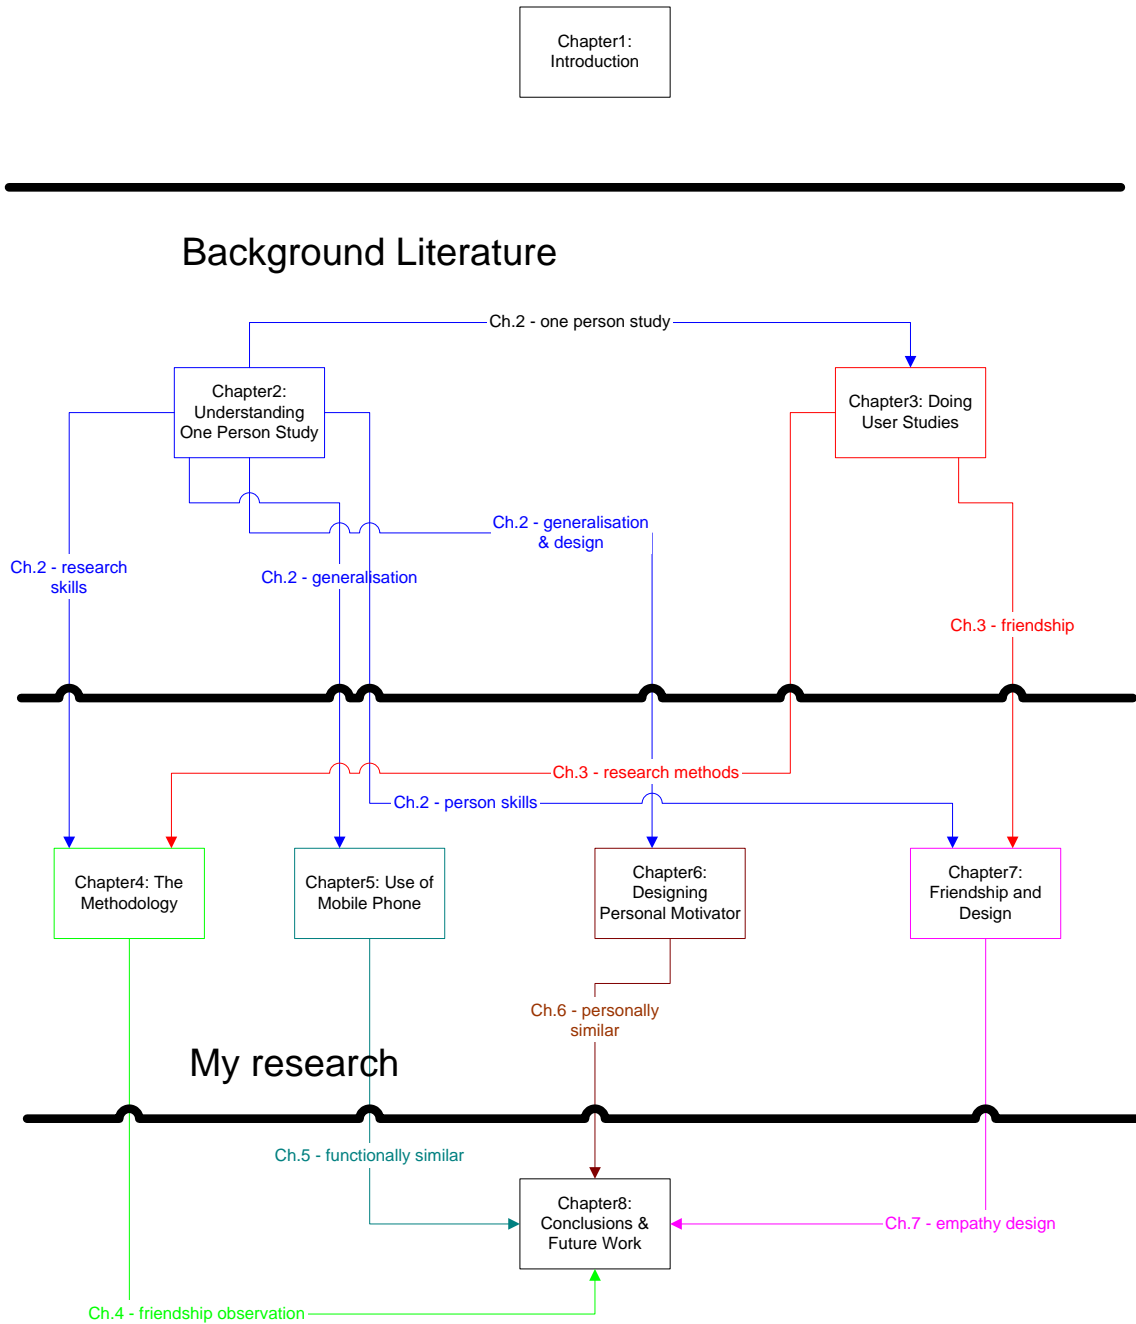 Chapter1:
Introduction
Background Literature
Ch.2 - one person study
Chapter2:
Understanding
One Person Study
Chapter3: Doing
User Studies
Ch.2 - generalisation
& design
Ch.2 - research
skills
Ch.2 - generalisation
Ch.3 - friendship
Ch.3 - research methods
Ch.2 - person skills
Chapter4: The
Methodology
Chapter5: Use of
Mobile Phone
Chapter6:
Designing
Personal Motivator
Chapter7:
Friendship and
Design
Ch.6 - personally
similar
My research
Ch.5 - functionally similar
Chapter8:
Conclusions &
Future Work
Ch.7 - empathy design
Ch.4 - friendship observation